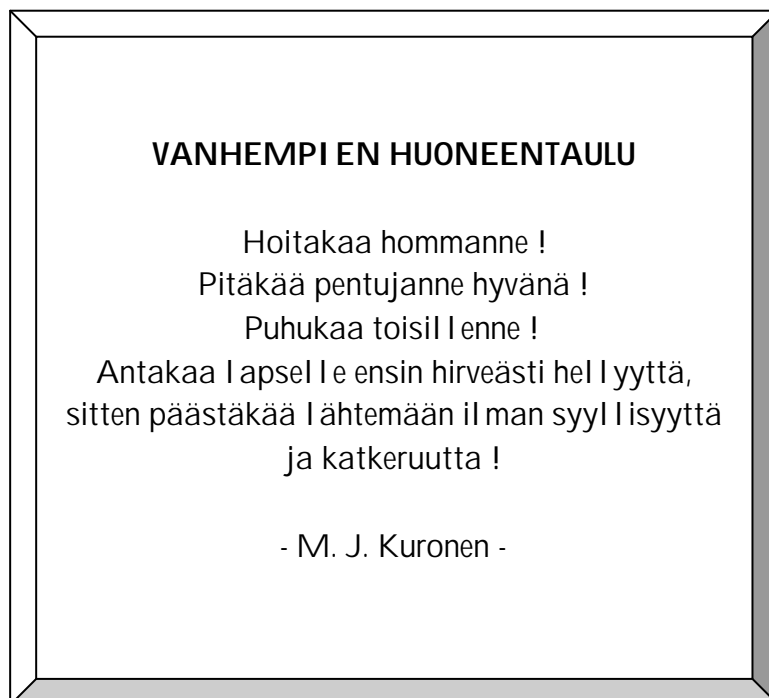 VANHEMPIEN HUONEENTAULU
Hoitakaa hommanne !
Pitäkää pentujanne hyvänä !
Puhukaa toisillenne !
Antakaa lapselle ensin hirveästi hellyyttä,
sitten päästäkää lähtemään ilman syyllisyyttä
ja katkeruutta !
- M. J. Kuronen -